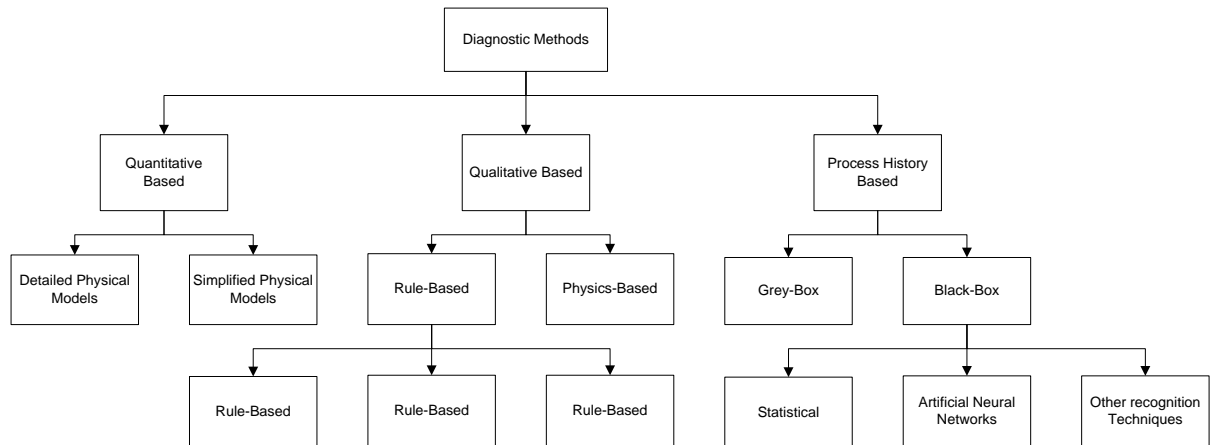 Diagnostic Methods
Quantitative
Based
Qualitative Based
Process History
Based
Detailed Physical
Models
Simplified Physical
Models
Rule-Based
Physics-Based
Grey-Box
Black-Box
Rule-Based
Rule-Based
Rule-Based
Statistical
Artificial Neural
Networks
Other recognition
Techniques